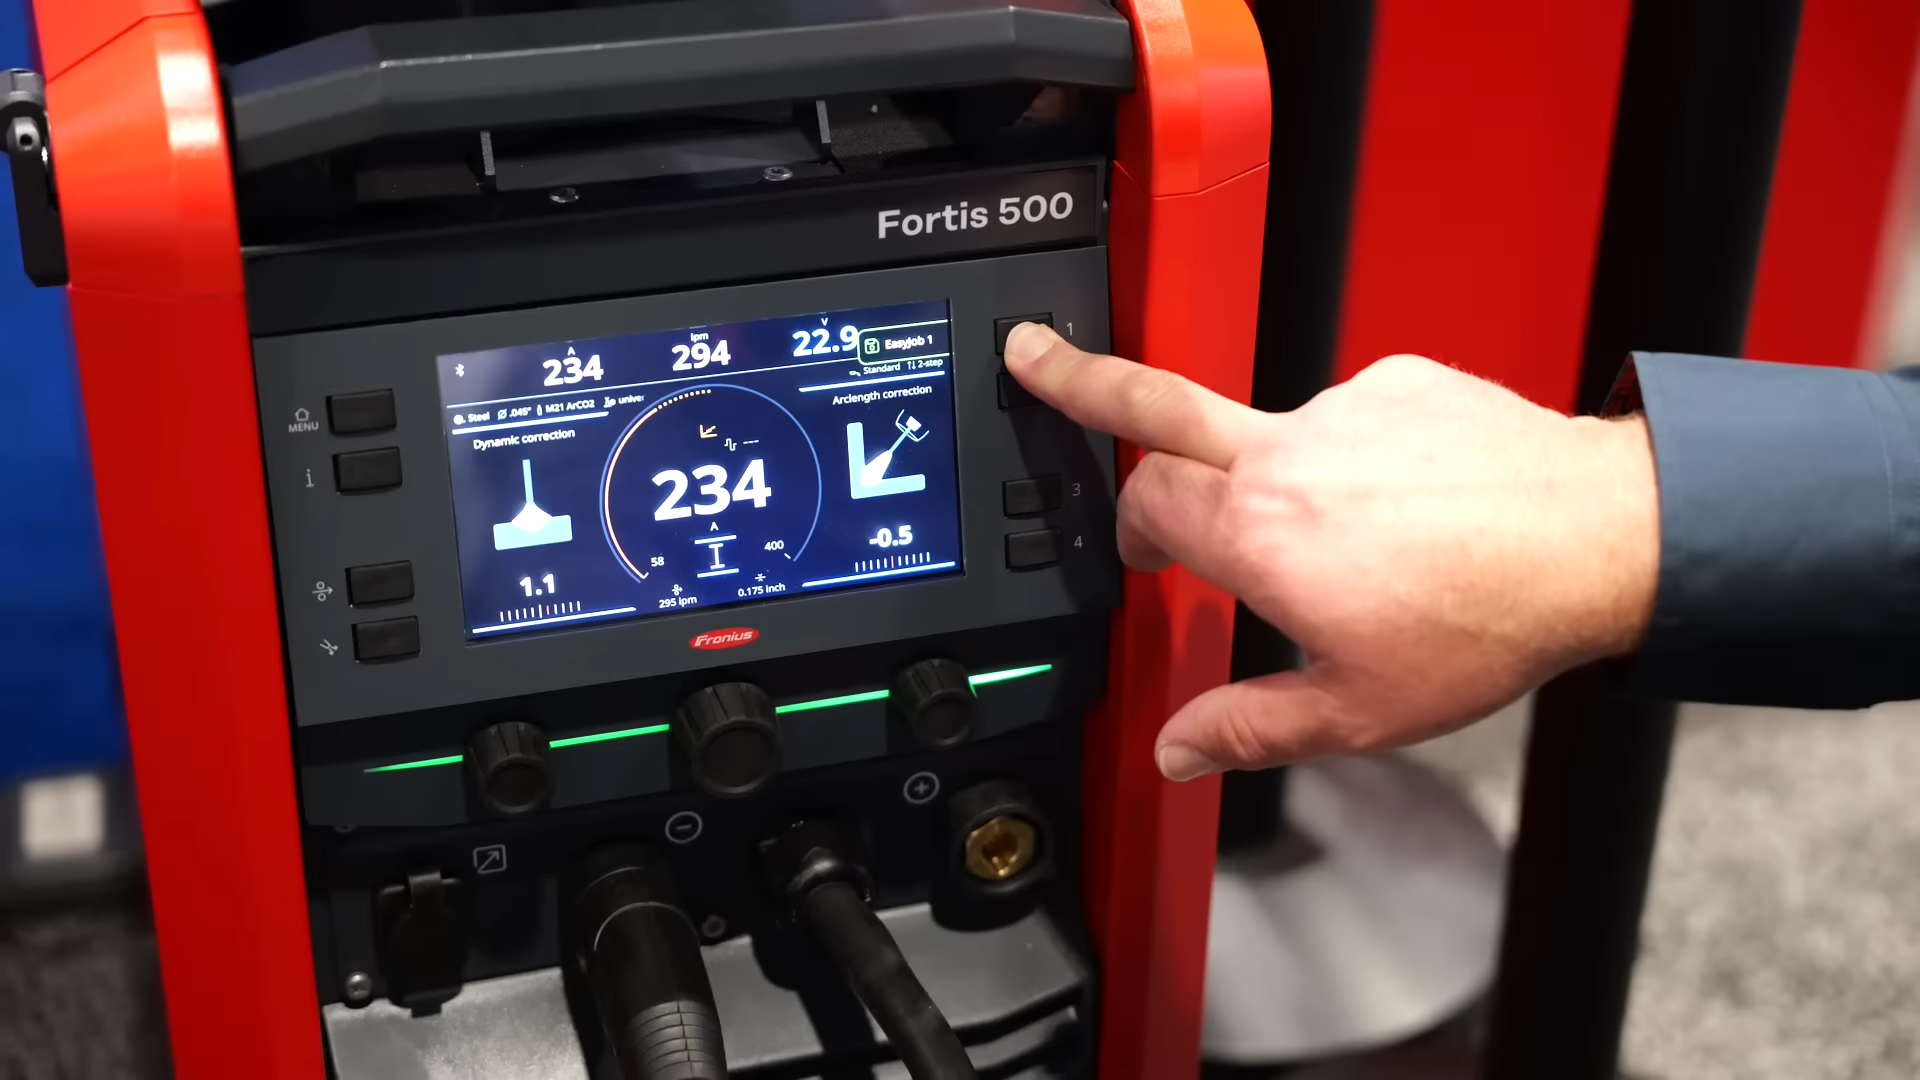 Fortis 500
A
234
ipm
294
V
22.9
EasyJob 1
Standard 2-step
Steel Ø .045" M21 ArCO2 univer
Dynamic correction
Arclength correction
---
234
A
58
400
1.1
-0.5
295 ipm
0.175 inch
Fronius
MENU
i
1
3
4